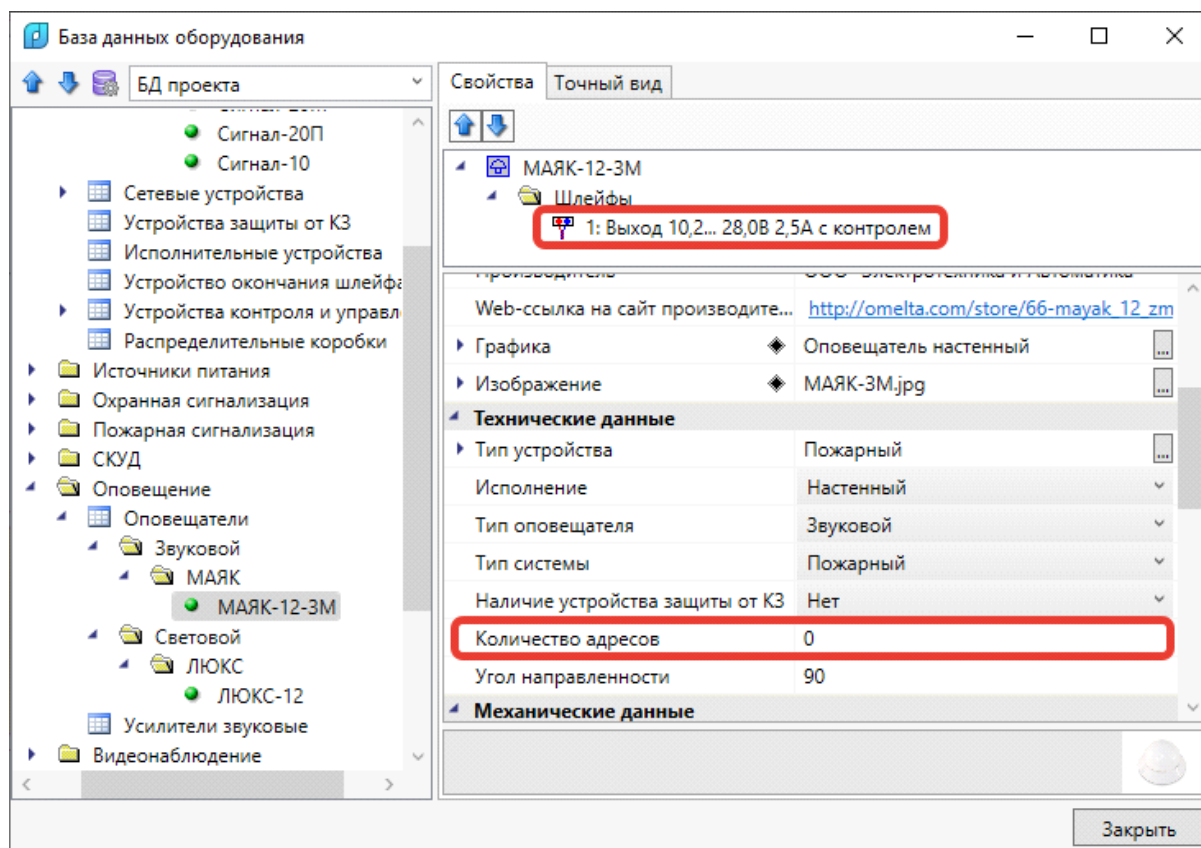 База данных оборудования
БД проекта
Сигнал-20П
Сигнал-10
Сетевые устройства
Устройства защиты от КЗ
Исполнительные устройства
Устройство окончания шлейфа
Устройства контроля и управл
Распределительные коробки
Источники питания
Охранная сигнализация
Пожарная сигнализация
СКУД
Оповещение
Оповещатели
Звуковой
МАЯК
МАЯК-12-3М
Световой
ЛЮКС
ЛЮКС-12
Усилители звуковые
Видеонаблюдение
Свойства
Точный вид
МАЯК-12-3М
Шлейфы
1: Выход 10,2... 28,0В 2,5А с контролем
Производитель ООО "Электротехника и Автоматика"
Web-ссылка на сайт производите... http://omelta.com/store/66-mayak_12_zm
Графика Оповещатель настенный ...
Изображение МАЯК-3М.jpg ...
Технические данные
Тип устройства Пожарный ...
Исполнение Настенный
Тип оповещателя Звуковой
Тип системы Пожарный
Наличие устройства защиты от КЗ Нет
Количество адресов 0
Угол направленности 90
Механические данные
Закрыть